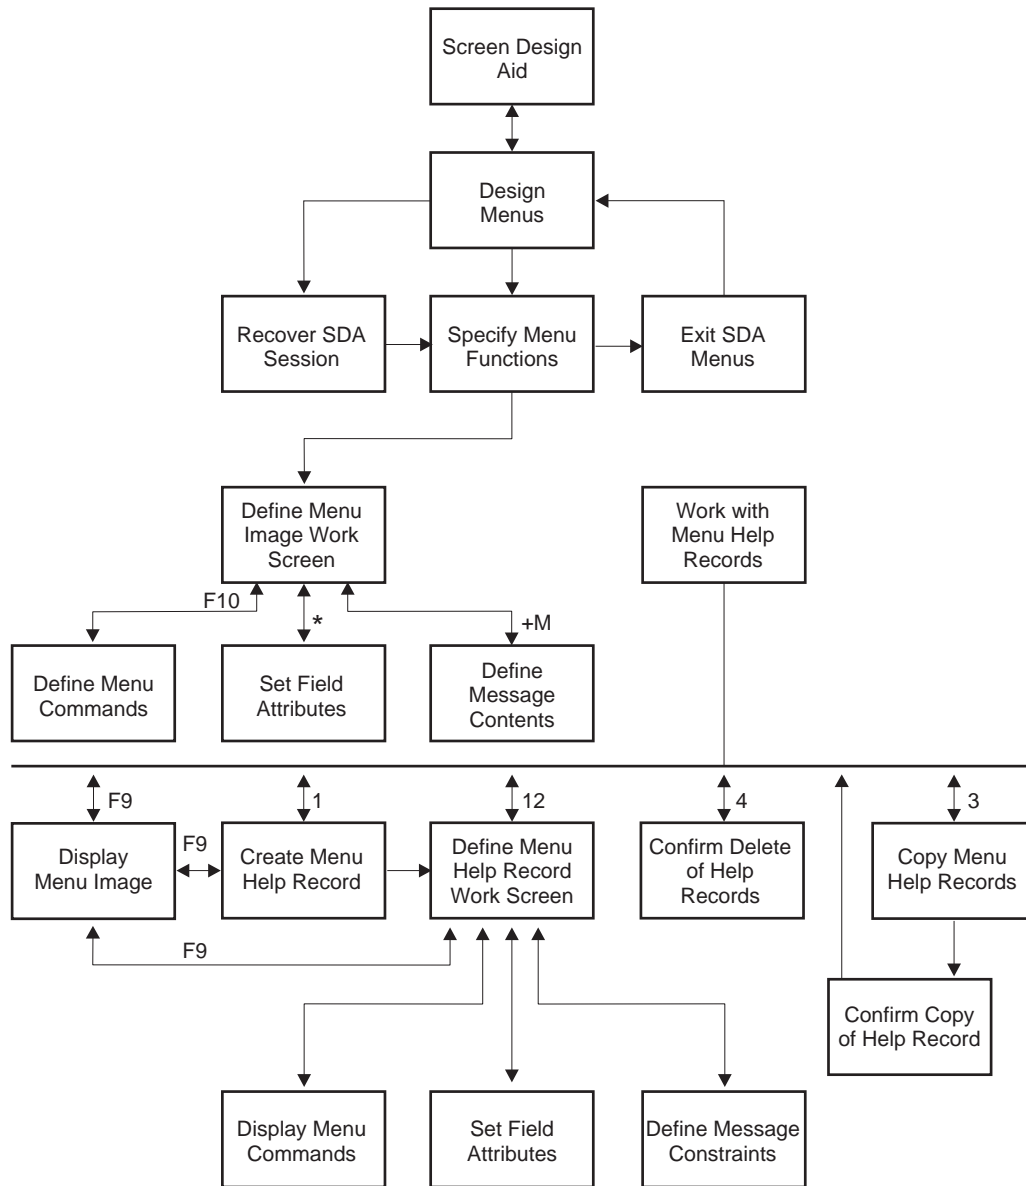 Screen Design
Aid
Design
Menus
Recover SDA
Session
Specify Menu
Functions
Exit SDA
Menus
Define Menu
Image Work
Screen
Work with
Menu Help
Records
F10
*
+M
Define Menu
Commands
Set Field
Attributes
Define
Message
Contents
F9
1
12
4
3
Display
Menu Image
F9
Create Menu
Help Record
Define Menu
Help Record
Work Screen
Confirm Delete
of Help
Records
Copy Menu
Help Records
F9
Confirm Copy
of Help Record
Display Menu
Commands
Set Field
Attributes
Define Message
Constraints